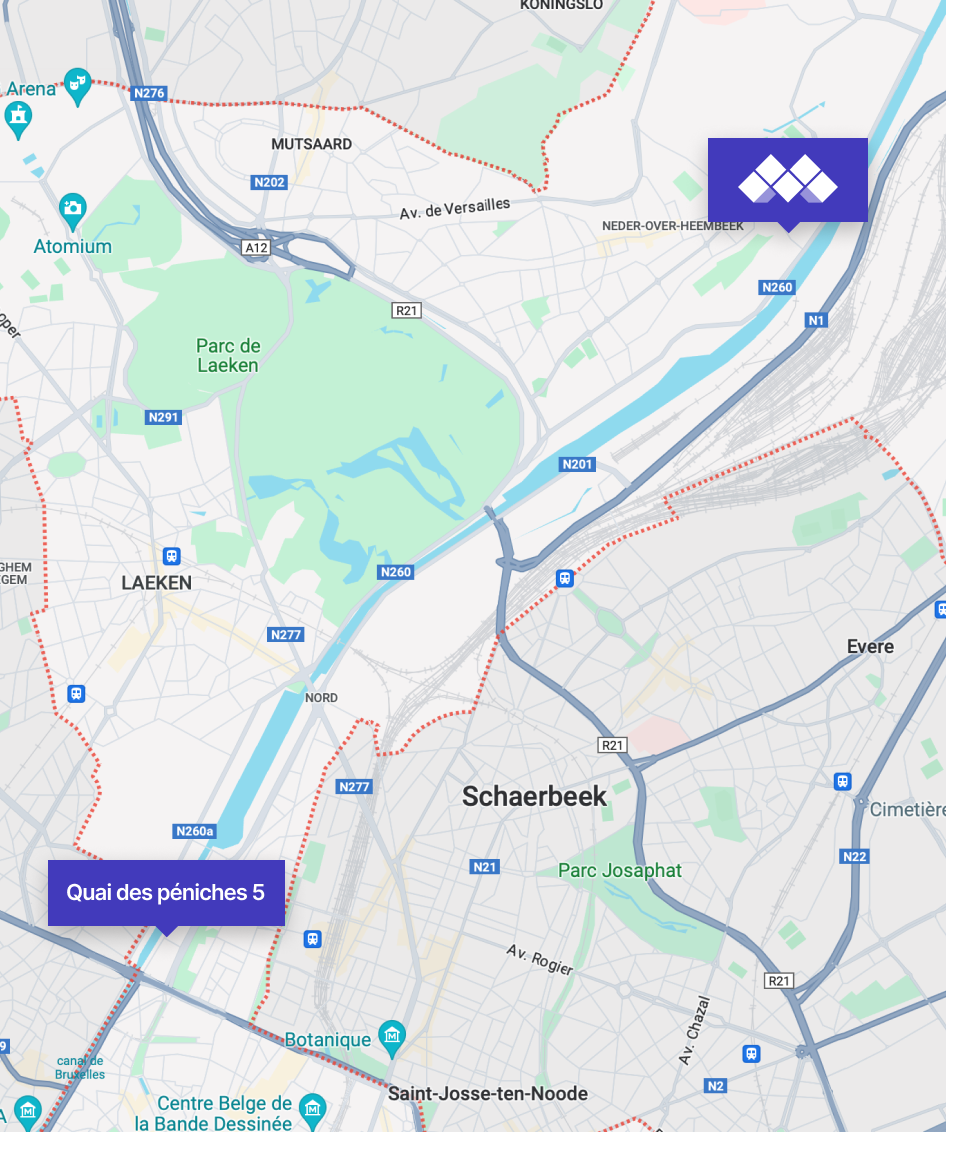 KONINGSLO
Arena
N276
MUTSAARD
N202
Av. de Versailles
NEDER-OVER-HEEMBEEK
Atomium
A12
N260
R21
N1
Parc de
Laeken
N291
N201
GHEM
EGEM
LAEKEN
N260
N277
Evere
NORD
R21
N277
Schaerbeek
Cimetière
N260a
N22
N21
Parc Josaphat
Quai des péniches 5
Av. Rogier
R21
Av. Chazal
Botanique
canal de
Bruxelles
N2
Saint-Josse-ten-Noode
Centre Belge de
la Bande Dessinée